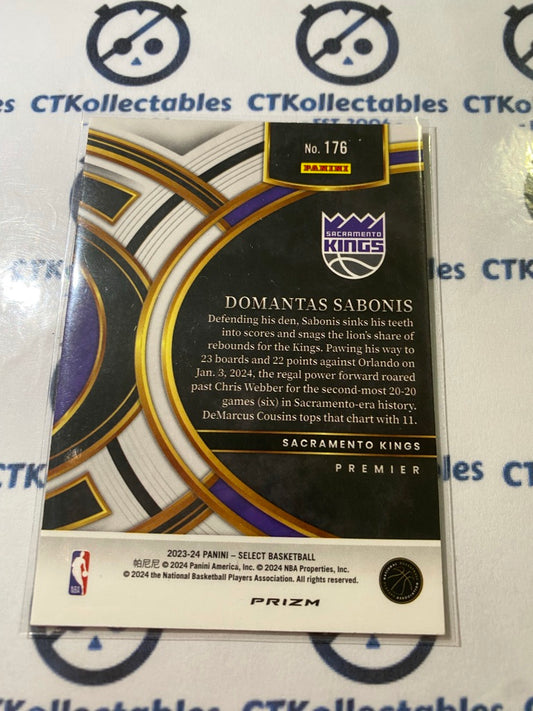 CTKollectables
CTKollectables
EST 2006
No. 176
PANINI
SACRAMENTO
KINGS
DOMANTAS SABONIS
Defending his den, Sabonis sinks his teeth
into scores and snags the lion's share of
rebounds for the Kings. Pawing his way to
23 boards and 22 points against Orlando on
Jan. 3, 2024, the regal power forward roared
past Chris Webber for the second-most 20-20
games (six) in Sacramento-era history.
DeMarcus Cousins tops that chart with 11.
SACRAMENTO KINGS
PREMIER
2023-24 PANINI – SELECT BASKETBALL
帕尼尼 © 2024 Panini America, Inc. © 2024 NBA Properties, Inc.
© 2024 the National Basketball Players Association. All rights reserved.
PRIZM